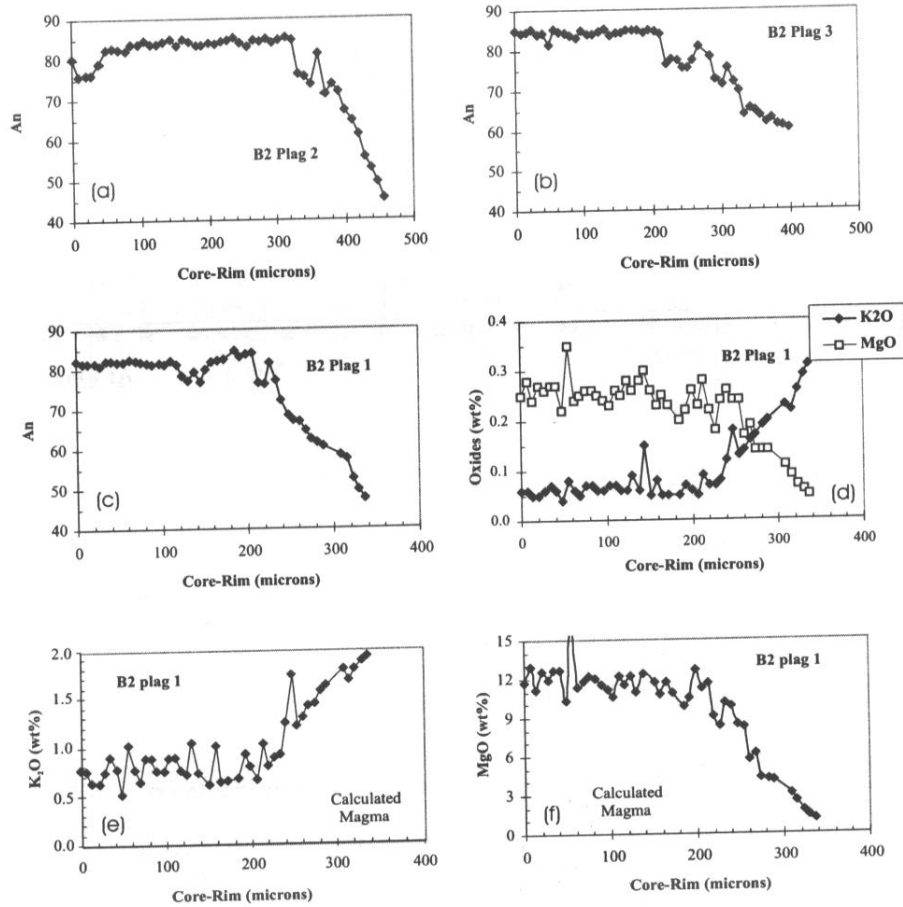 90
80
70
60
50
40
An
B2 Plag 2
(a)
0 100 200 300 400 500
Core-Rim (microns)
90
80
70
60
50
40
An
B2 Plag 3
(b)
0 100 200 300 400 500
Core-Rim (microns)
90
80
70
60
50
40
An
B2 Plag 1
(c)
0 100 200 300 400
Core-Rim (microns)
K2O
MgO
0.4
0.3
0.2
0.1
0.0
Oxides (wt%)
B2 Plag 1
(d)
0 100 200 300 400
Core-Rim (microns)
2.0
1.5
1.0
0.5
0.0
K₂O (wt%)
B2 plag 1
Calculated
Magma
(e)
0 100 200 300 400
Core-Rim (microns)
15
12
9
6
3
0
MgO (wt%)
B2 plag 1
Calculated
Magma
(f)
0 100 200 300 400
Core-Rim (microns)